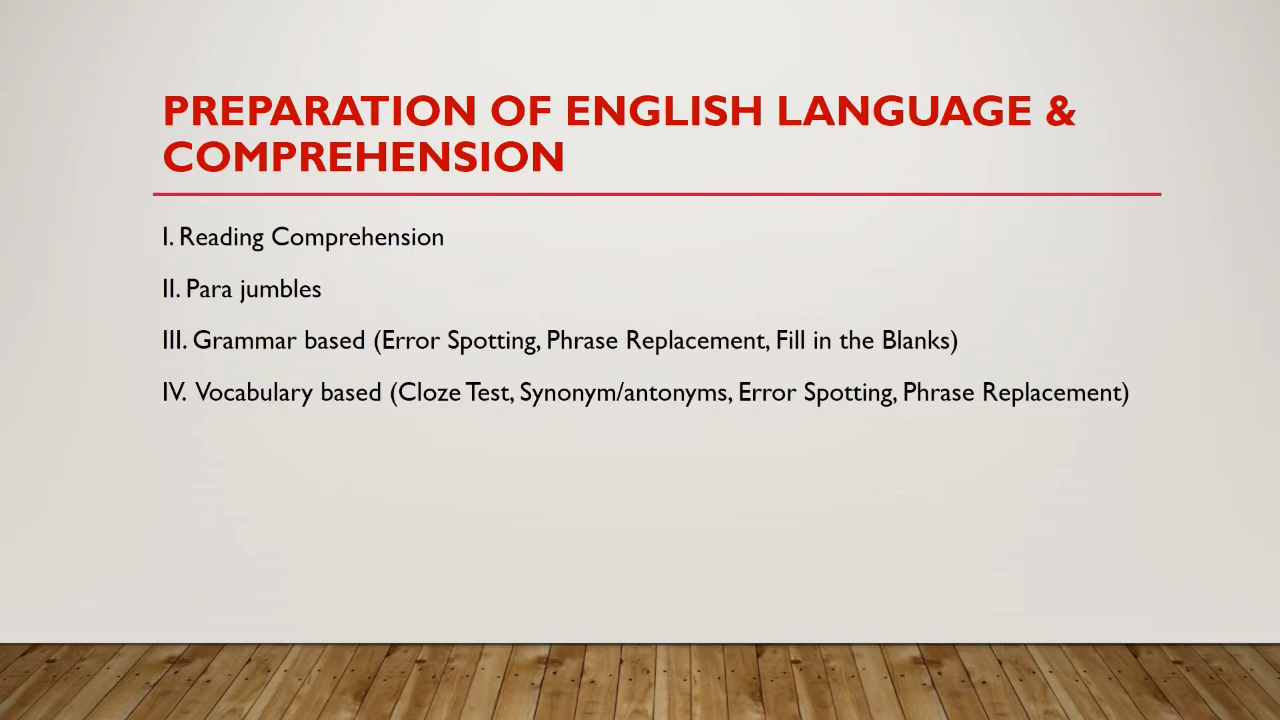 PREPARATION OF ENGLISH LANGUAGE &
COMPREHENSION
I. Reading Comprehension
II. Para jumbles
III. Grammar based (Error Spotting, Phrase Replacement, Fill in the Blanks)
IV. Vocabulary based (Cloze Test, Synonym/antonyms, Error Spotting, Phrase Replacement)